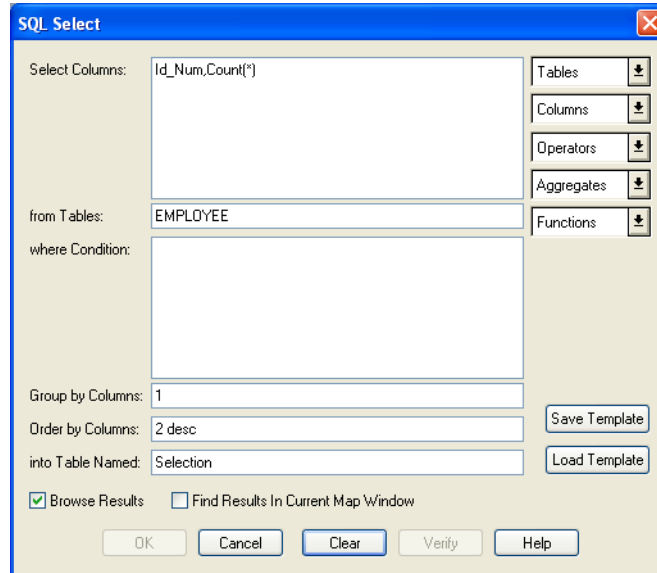 SQL Select
Select Columns: Id_Num,Count(*) Tables
Columns
Operators
Aggregates
from Tables: EMPLOYEE Functions
where Condition:
Group by Columns: 1
Order by Columns: 2 desc Save Template
into Table Named: Selection Load Template
Browse Results Find Results In Current Map Window
OK Cancel Clear Verify Help